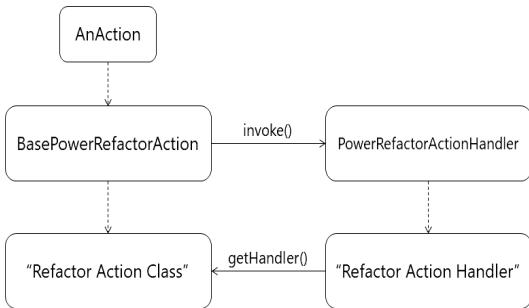 AnAction
BasePowerRefactorAction
invoke()
PowerRefactorActionHandler
“Refactor Action Class”
getHandler()
“Refactor Action Handler”